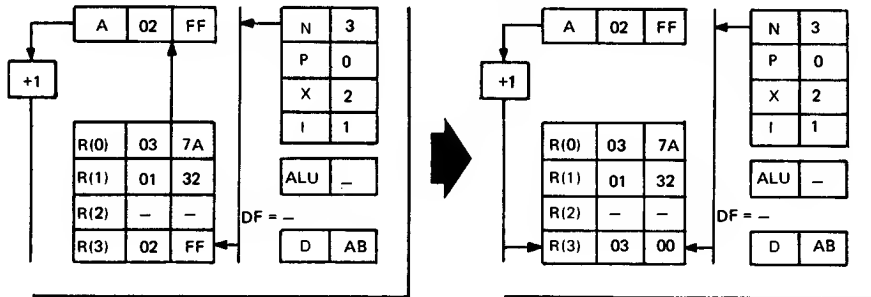 A 02 FF
+1
R(0) 03 7A
R(1) 01 32
R(2) – –
R(3) 02 FF
N 3
P 0
X 2
I 1
ALU –
DF = –
D AB
A 02 FF
+1
R(0) 03 7A
R(1) 01 32
R(2) – –
R(3) 03 00
N 3
P 0
X 2
I 1
ALU –
DF = –
D AB